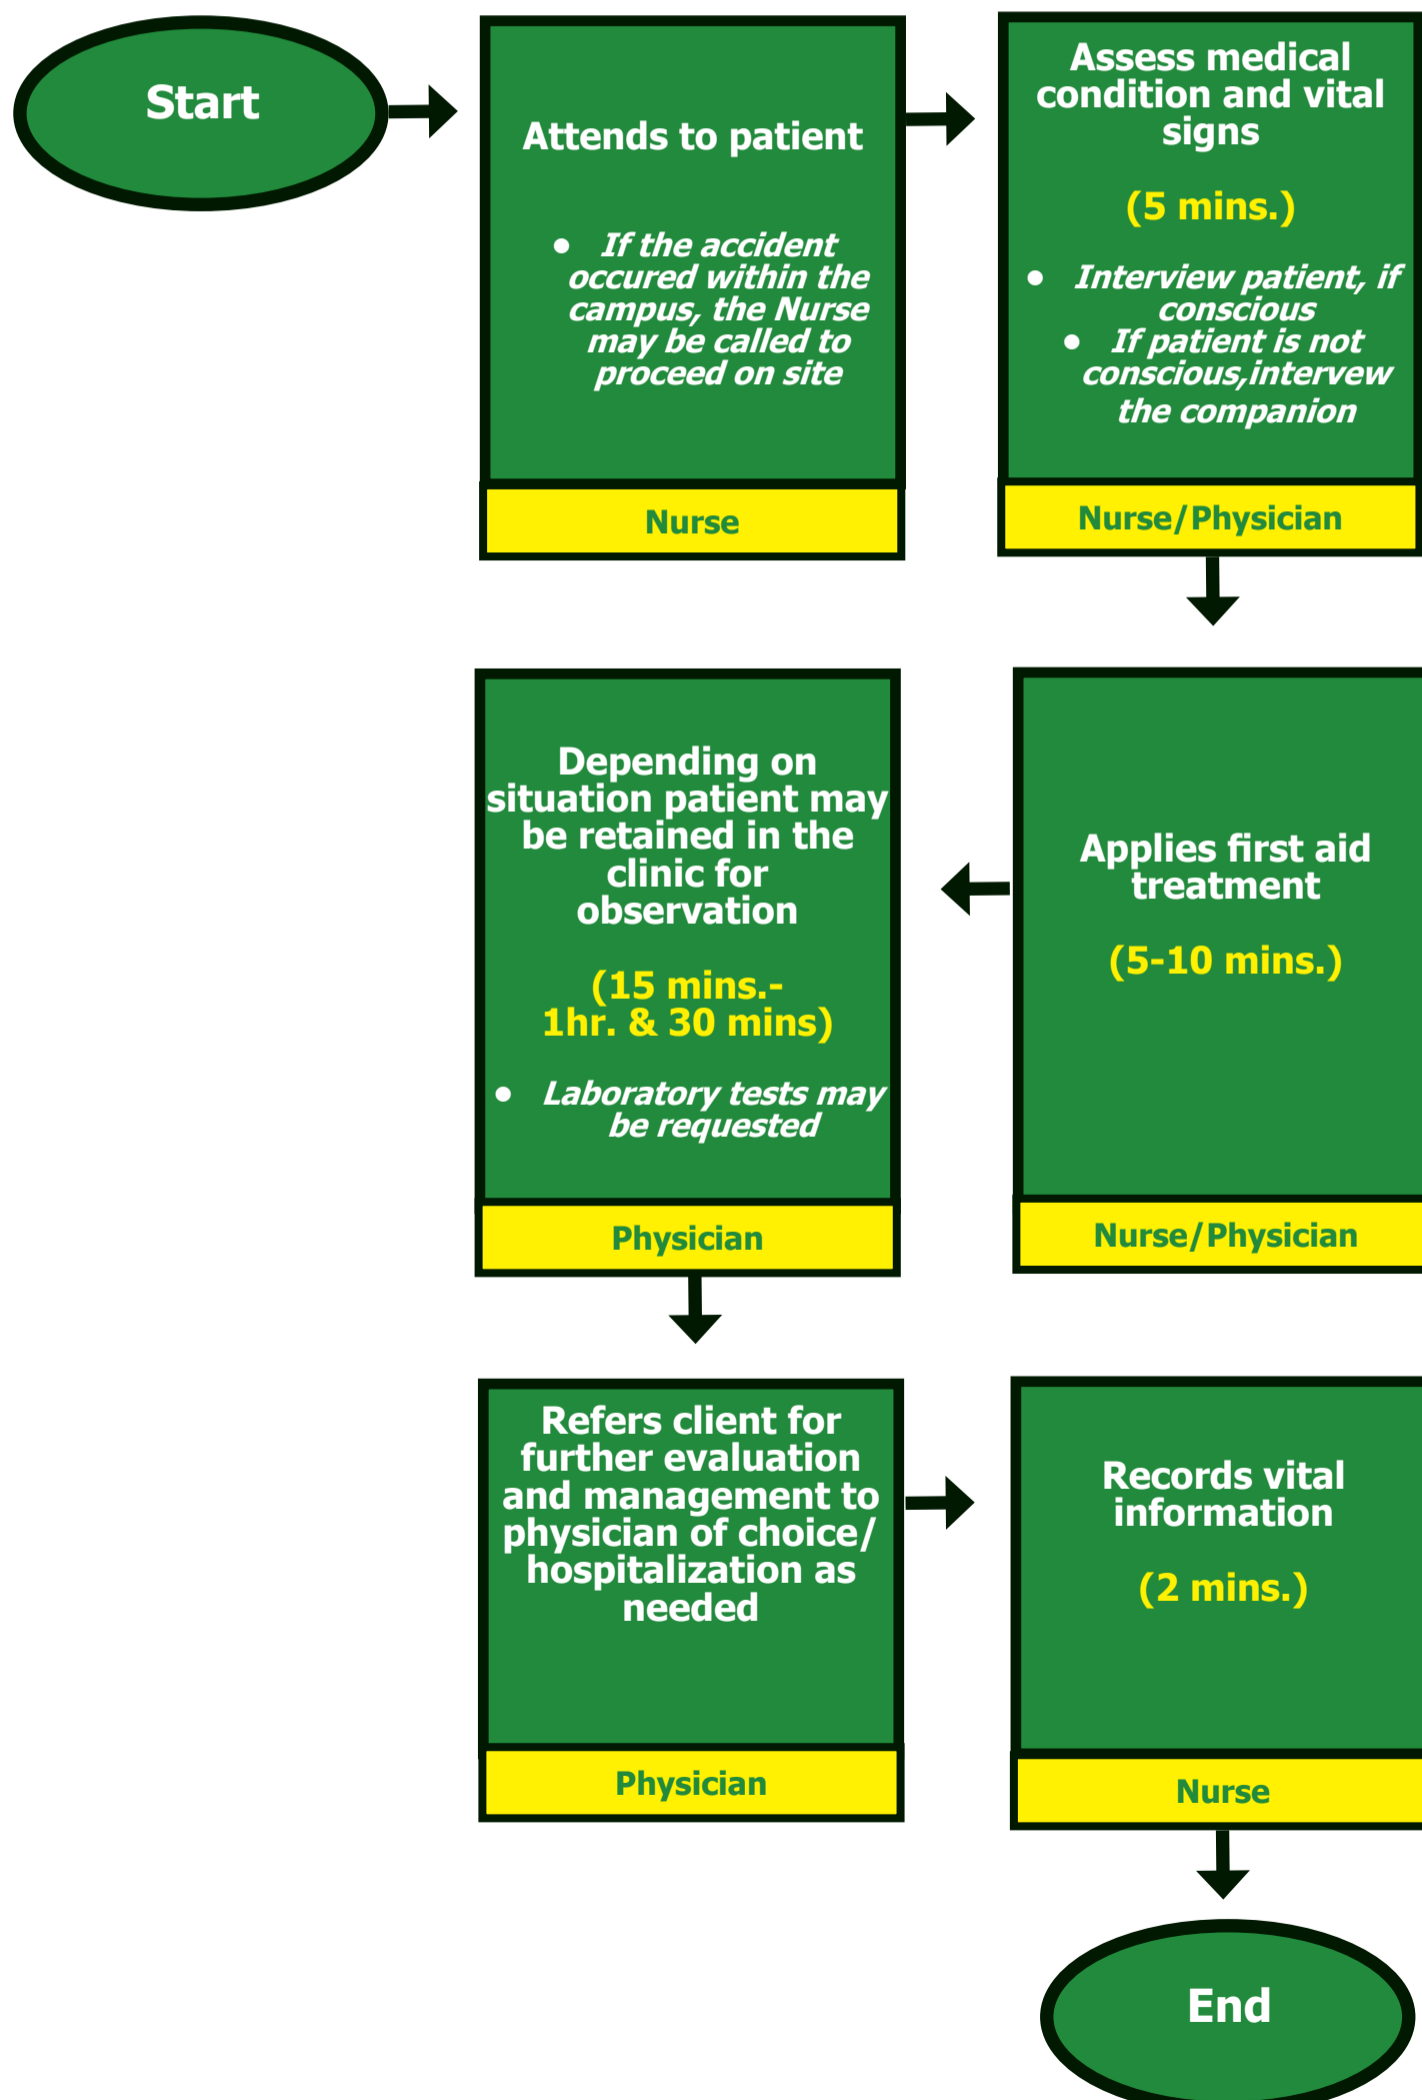 Start
Attends to patient
• If the accident
occured within the
campus, the Nurse
may be called to
proceed on site
Nurse
Assess medical
condition and vital
signs
(5 mins.)
• Interview patient, if
conscious
• If patient is not
conscious,intervew
the companion
Nurse/Physician
Applies first aid
treatment
(5-10 mins.)
Nurse/Physician
Depending on
situation patient may
be retained in the
clinic for
observation
(15 mins.-
1hr. & 30 mins)
• Laboratory tests may
be requested
Physician
Refers client for
further evaluation
and management to
physician of choice/
hospitalization as
needed
Physician
Records vital
information
(2 mins.)
Nurse
End